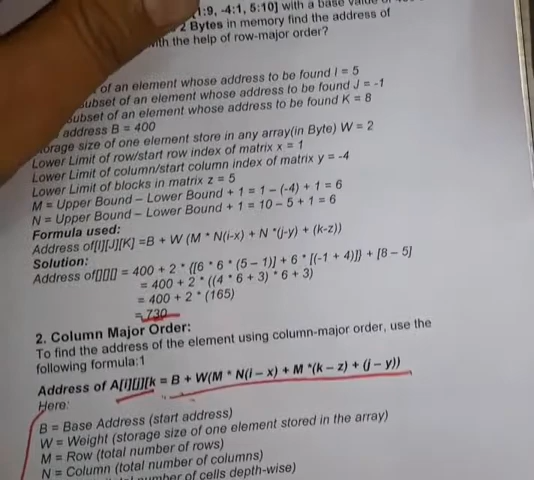 1:9, -4:1, 5:10] with a base value of
2 Bytes in memory find the address of
with the help of row-major order?
of an element whose address to be found I = 5
subset of an element whose address to be found J = -1
subset of an element whose address to be found K = 8
address B = 400
storage size of one element store in any array(in Byte) W = 2
Lower Limit of row/start row index of matrix x = 1
Lower Limit of column/start column index of matrix y = -4
Lower Limit of blocks in matrix z = 5
M = Upper Bound – Lower Bound + 1 = 1 – (-4) + 1 = 6
N = Upper Bound – Lower Bound + 1 = 10 – 5 + 1 = 6
Formula used:
Address of[I][J][K] =B + W (M * N(i-x) + N *(j-y) + (k-z))
Solution:
Address of[][][] = 400 + 2 * {[6 * 6 * (5 – 1)] + 6 * [(-1 + 4)]} + [8 – 5]
= 400 + 2 * ((4 * 6 + 3) * 6 + 3)
= 400 + 2 * (165)
= 730
2. Column Major Order:
To find the address of the element using column-major order, use the
following formula:1
Address of A[i][j][k = B + W(M * N(i – x) + M *(k – z) + (j – y))
Here:
B = Base Address (start address)
W = Weight (storage size of one element stored in the array)
M = Row (total number of rows)
N = Column (total number of columns)
number of cells depth-wise)